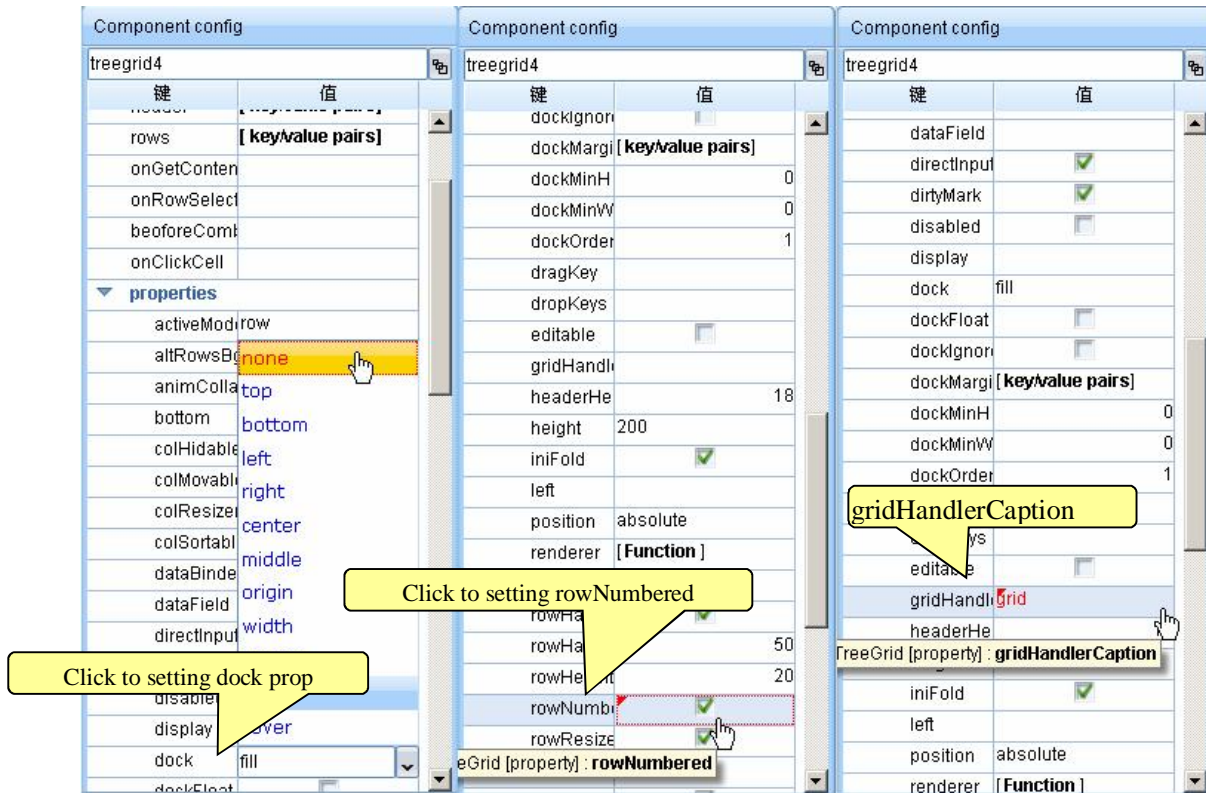 Component config
treegrid4
键 值
rows [ key/value pairs]
onGetConten
onRowSelect
beoforeComb
onClickCell
properties
activeMod row
altRowsBg none
animColla top
bottom bottom
colHidable left
colMovable right
colResizer center
colSortabl middle
dataBinde origin
dataField width
directInput
Click to setting dock prop
disabled
display cover
dock fill
dockFloat
Component config
treegrid4
键 值
dockIgnor
dockMargi [ key/value pairs]
dockMinH 0
dockMinW 0
dockOrder 1
dragKey
dropKeys
editable
gridHandl
headerHe 18
height 200
iniFold
left
position absolute
renderer [ Function ]
Click to setting rowNumbered
rowHa
rowHa 50
rowHe 20
rowNumb
rowResize
eGrid [property] : rowNumbered
Component config
treegrid4
键 值
dataField
directInput
dirtyMark
disabled
display
dock fill
dockFloat
dockIgnor
dockMargi [ key/value pairs]
dockMinH 0
dockMinW 0
dockOrder 1
gridHandlerCaption
ys
editable
gridHandl grid
headerHe
TreeGrid [property] : gridHandlerCaption
iniFold
left
position absolute
renderer [ Function ]